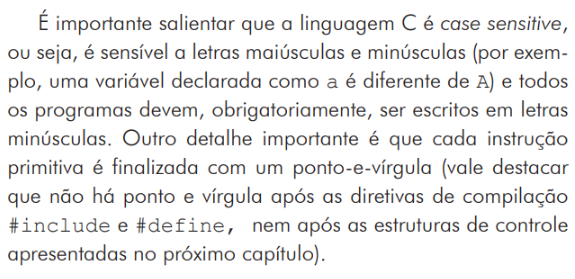 É importante salientar que a linguagem C é case sensitive,
ou seja, é sensível a letras maiúsculas e minúsculas (por exem-
plo, uma variável declarada como a é diferente de A) e todos
os programas devem, obrigatoriamente, ser escritos em letras
minúsculas. Outro detalhe importante é que cada instrução
primitiva é finalizada com um ponto-e-vírgula (vale destacar
que não há ponto e vírgula após as diretivas de compilação
#include e #define, nem após as estruturas de controle
apresentadas no próximo capítulo).